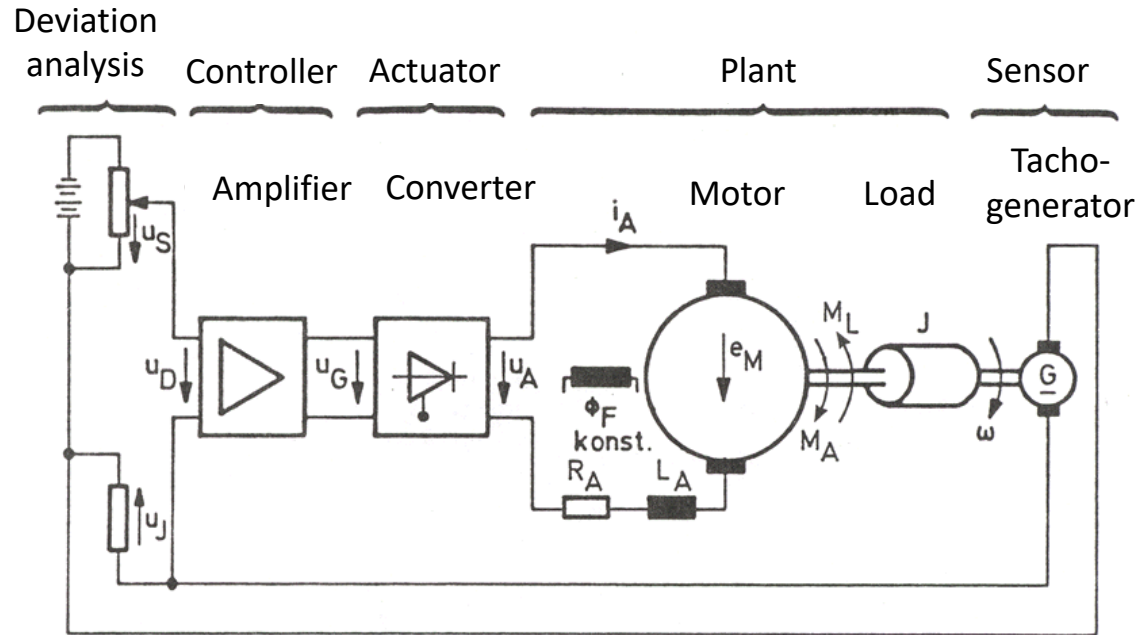 Deviation
analysis
Controller
Actuator
Plant
Sensor
Amplifier
Converter
Motor
Load
Tacho-
generator
i_A
u_S
M_L
J
u_D
u_G
u_A
e_M
G
Φ_F
konst.
M_A
ω
R_A
L_A
u_J